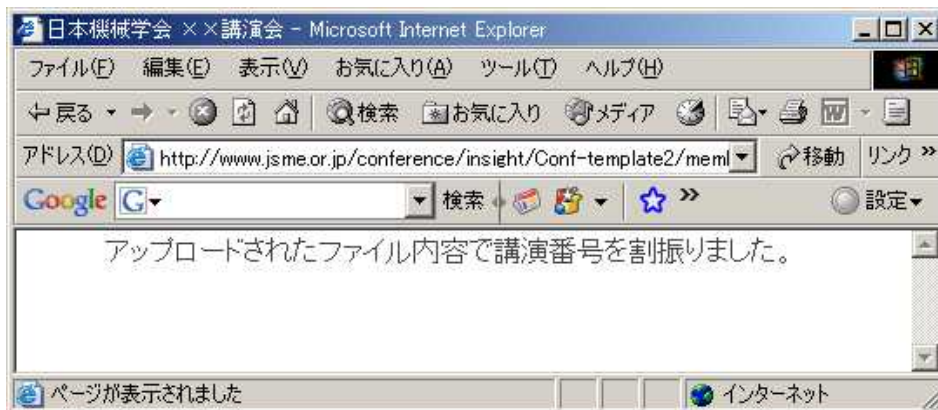 日本機械学会 ××講演会 - Microsoft Internet Explorer
ファイル(F) 編集(E) 表示(V) お気に入り(A) ツール(T) ヘルプ(H)
戻る 検索 お気に入り メディア
アドレス(D) http://www.jsme.or.jp/conference/insight/Conf-template2/meml 移動 リンク »
Google G 検索 » 設定
アップロードされたファイル内容で講演番号を割振りました。
ページが表示されました インターネット